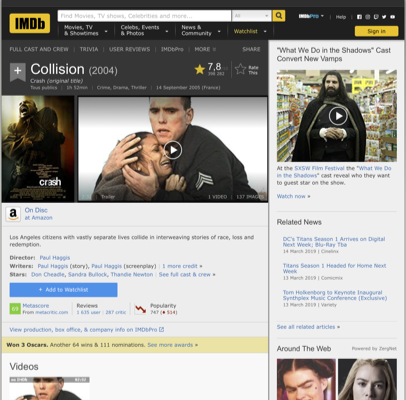 IMDb
Find Movies, TV shows, Celebrities and more...
All
IMDbPro
Help
Movies, TV & Showtimes
Celebs, Events & Photos
News & Community
Watchlist
Sign in
FULL CAST AND CREW | TRIVIA | USER REVIEWS | IMDbPro | MORE
SHARE
Collision (2004)
Crash (original title)
Tous publics | 1h 52min | Crime, Drama, Thriller | 14 September 2005 (France)
7,8
Rate This
crash
Trailer
1 VIDEO | 137 IMAGES
On Disc
at Amazon
Los Angeles citizens with vastly separate lives collide in interweaving stories of race, loss and redemption.
Director: Paul Haggis
Writers: Paul Haggis (story), Paul Haggis (screenplay) | 1 more credit »
Stars: Don Cheadle, Sandra Bullock, Thandie Newton | See full cast & crew »
+ Add to Watchlist
Metascore
From metacritic.com
Reviews
1 635 user | 287 critic
Popularity
747
View production, box office, & company info on IMDbPro
Won 3 Oscars. Another 64 wins & 111 nominations. See more awards »
Videos
"What We Do in the Shadows" Cast
Convert New Vamps
At the SXSW Film Festival the "What We Do in the Shadows" cast reveal who they want to guest star on the show.
Watch now »
Related News
DC's Titans Season 1 Arrives on Digital Next Week; Blu-Ray Tba
14 March 2019 | Cinelinx
Titans Season 1 Headed for Home Next Week
13 March 2019 | Comicmix
Tom Holkenborg to Keynote Inaugural Synthplex Music Conference (Exclusive)
13 March 2019 | Variety
See all related articles »
Around The Web
Powered by ZergNet